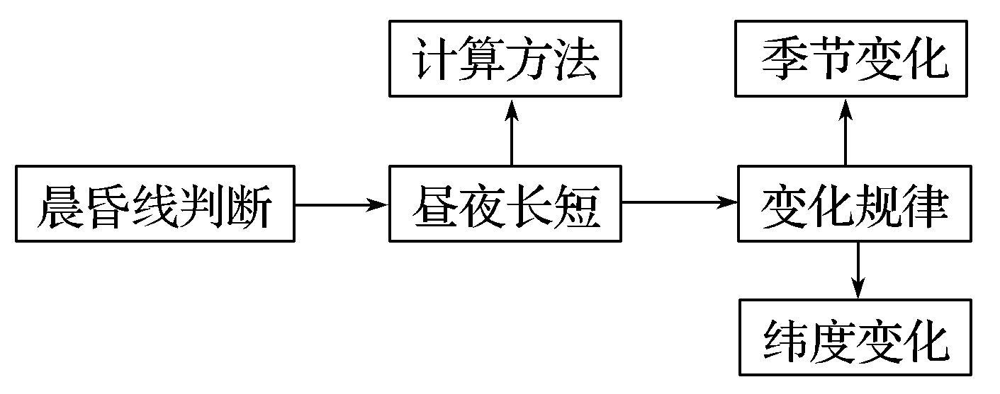 计算方法
季节变化
晨昏线判断
昼夜长短
变化规律
纬度变化